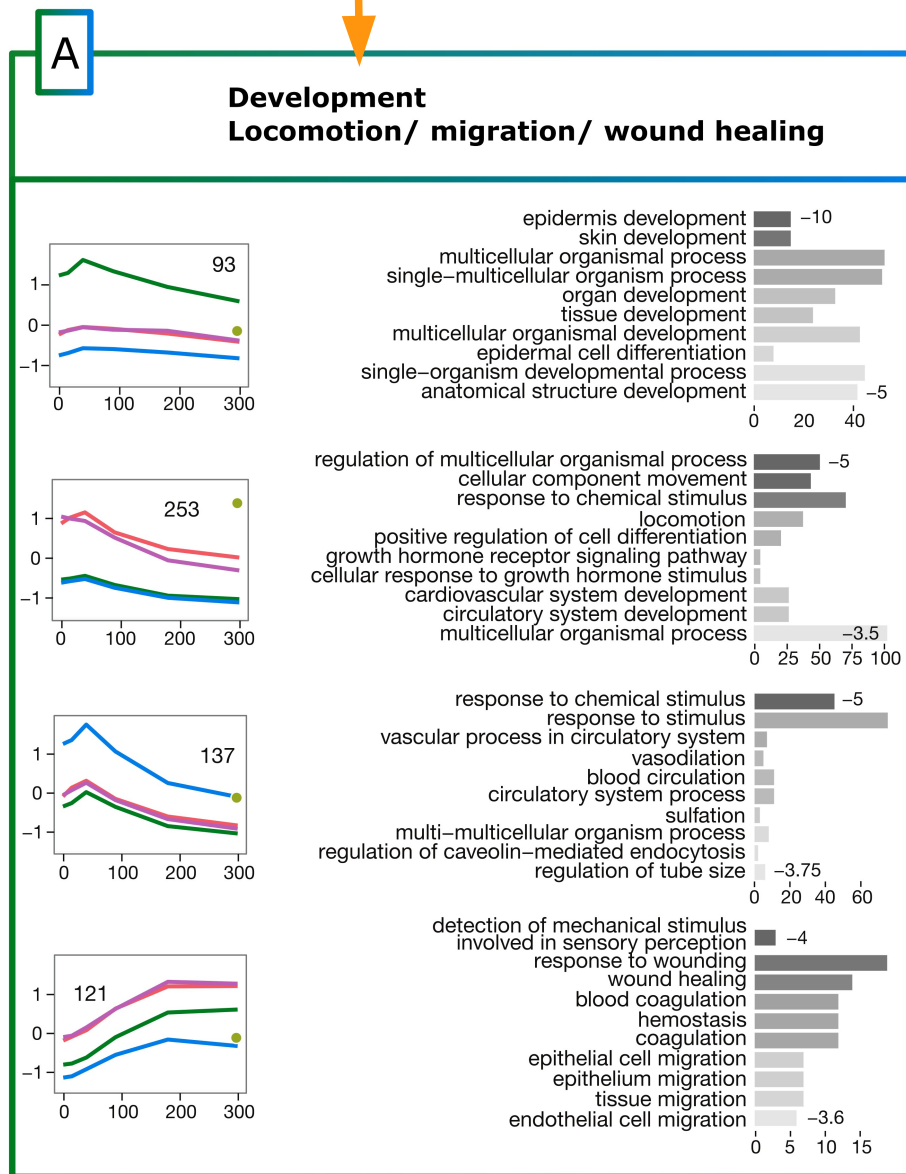 A
Development
Locomotion/ migration/ wound healing
93
1
0
−1
0 100 200 300
epidermis development −10
skin development
multicellular organismal process
single−multicellular organism process
organ development
tissue development
multicellular organismal development
epidermal cell differentiation
single−organism developmental process
anatomical structure development −5
0 20 40
253
1
0
−1
0 100 200 300
regulation of multicellular organismal process −5
cellular component movement
response to chemical stimulus
locomotion
positive regulation of cell differentiation
growth hormone receptor signaling pathway
cellular response to growth hormone stimulus
cardiovascular system development
circulatory system development
multicellular organismal process −3.5
0 25 50 75 100
137
1
0
−1
0 100 200 300
response to chemical stimulus −5
response to stimulus
vascular process in circulatory system
vasodilation
blood circulation
circulatory system process
sulfation
multi−multicellular organism process
regulation of caveolin−mediated endocytosis
regulation of tube size −3.75
0 20 40 60
121
1
0
−1
0 100 200 300
detection of mechanical stimulus
involved in sensory perception −4
response to wounding
wound healing
blood coagulation
hemostasis
coagulation
epithelial cell migration
epithelium migration
tissue migration
endothelial cell migration −3.6
0 5 10 15